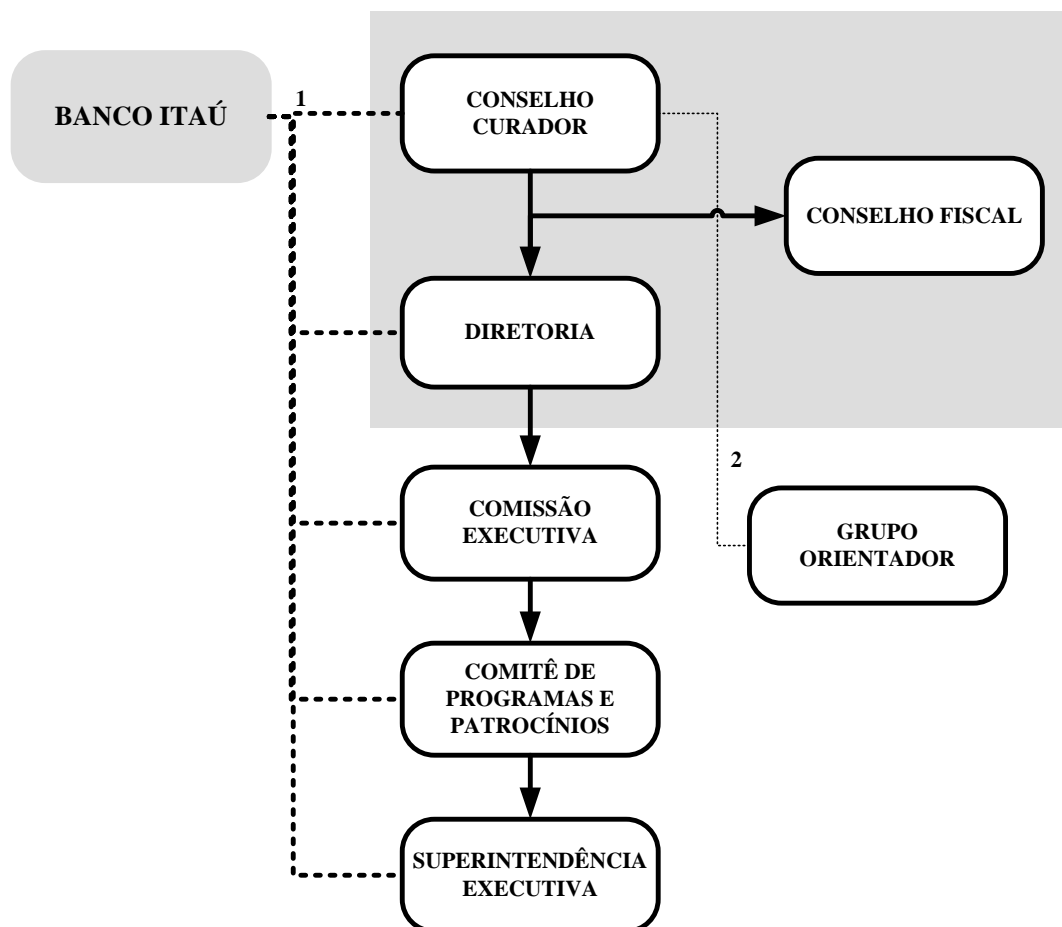 BANCO ITAÚ
1
CONSELHO
CURADOR
CONSELHO FISCAL
DIRETORIA
2
COMISSÃO
EXECUTIVA
GRUPO
ORIENTADOR
COMITÊ DE
PROGRAMAS E
PATROCÍNIOS
SUPERINTENDÊNCIA
EXECUTIVA